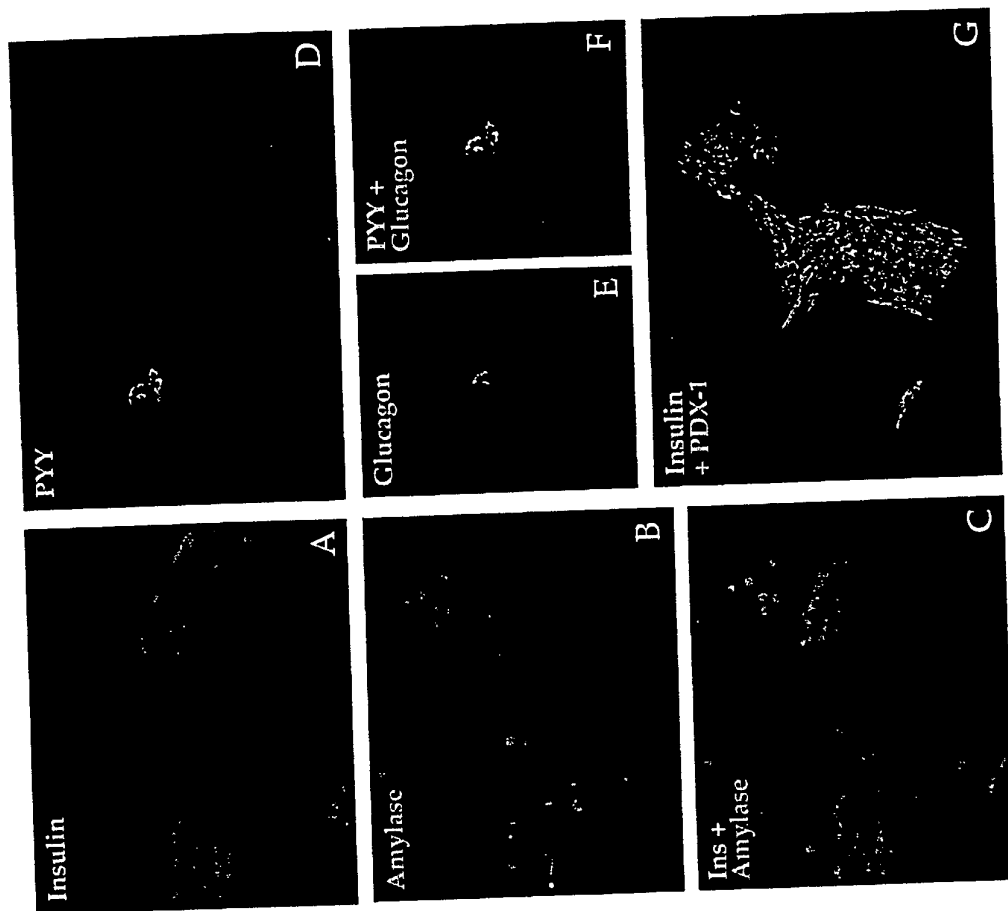 Insulin
A
Amylase
B
Ins +
Amylase
C
PYY
D
Glucagon
E
PYY +
Glucagon
F
Insulin
+ PDX-1
G